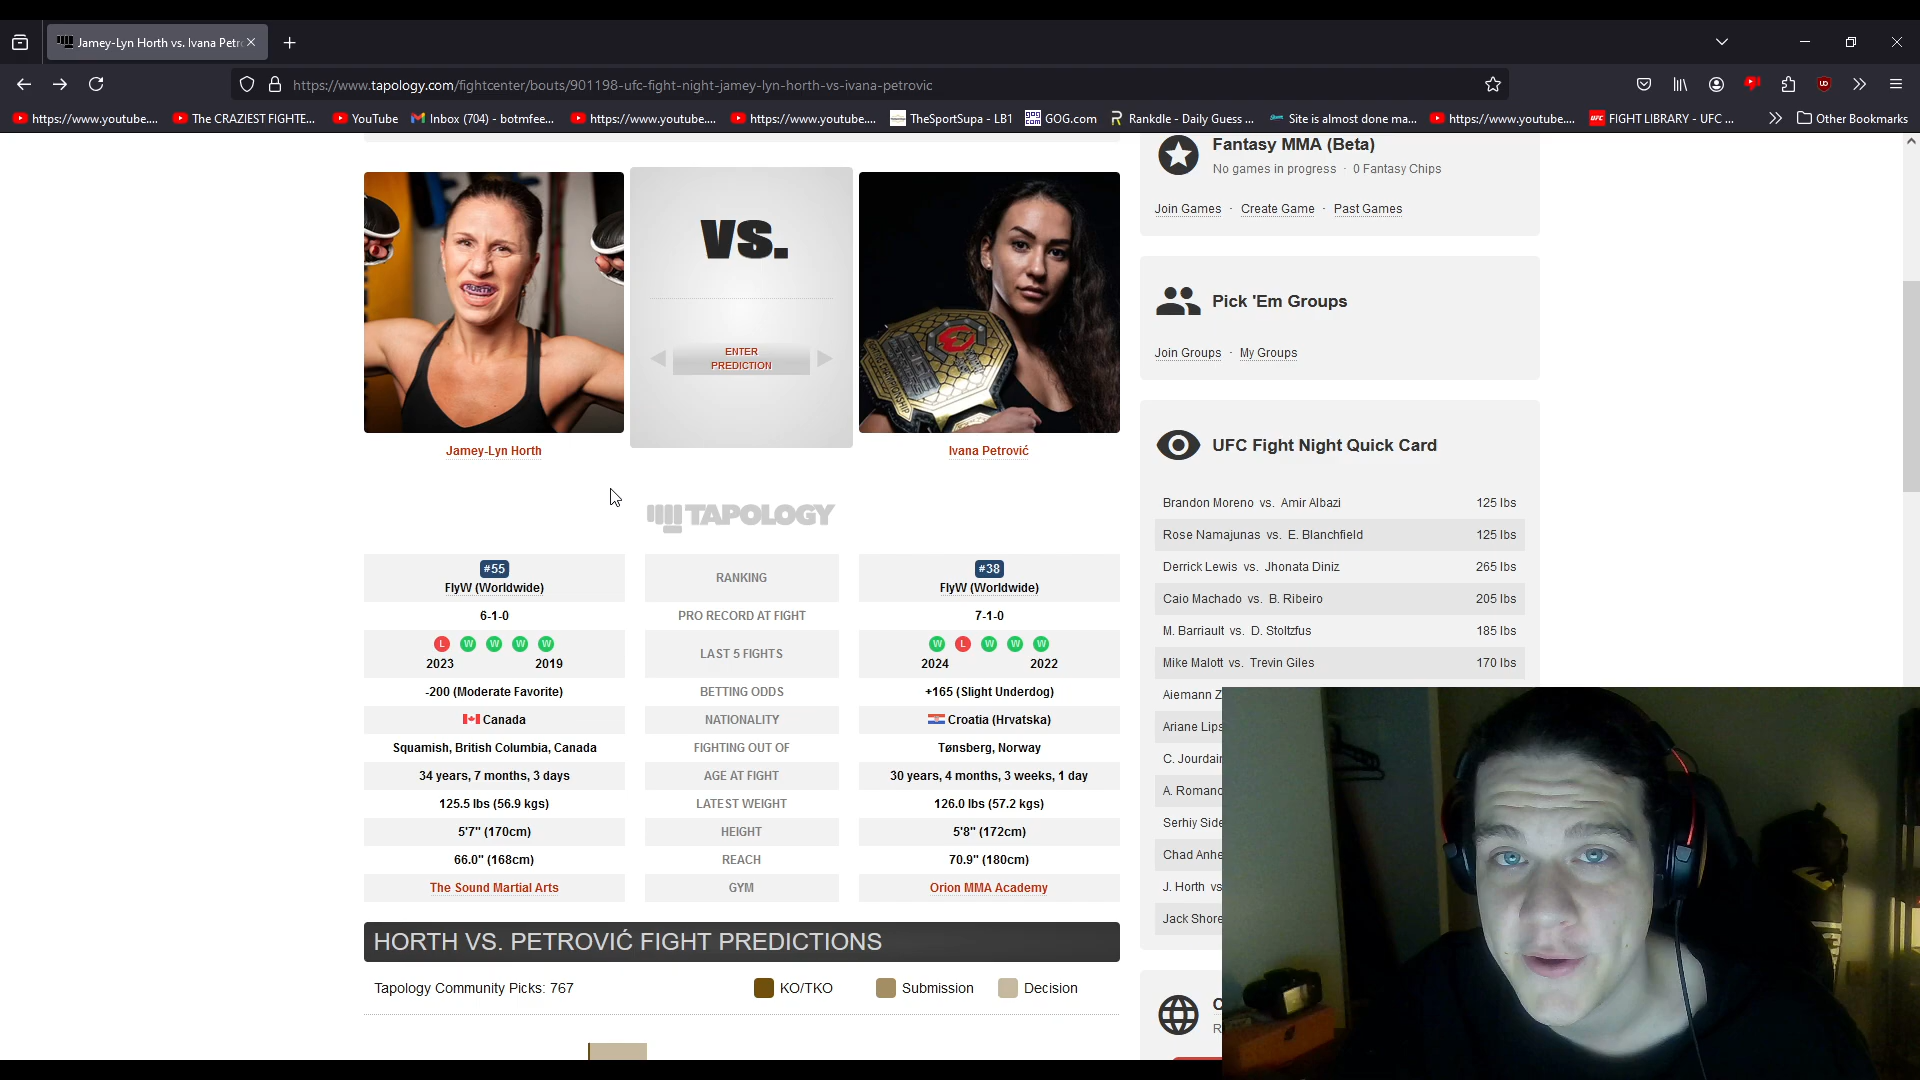 Jamey-Lyn Horth vs. Ivana Petr
https://www.tapology.com/fightcenter/bouts/901198-ufc-fight-night-jamey-lyn-horth-vs-ivana-petrovic
https://www.youtube....
The CRAZIEST FIGHTE...
YouTube
Inbox (704) - botmfee...
https://www.youtube....
https://www.youtube....
TheSportSupa - LB1
GOG.com
Rankdle - Daily Guess ...
Site is almost done ma...
https://www.youtube....
FIGHT LIBRARY - UFC ...
Other Bookmarks
VS.
ENTER
PREDICTION
Jamey-Lyn Horth
Ivana Petrović
TAPOLOGY
#55
FlyW (Worldwide)
RANKING
#38
FlyW (Worldwide)
6-1-0
PRO RECORD AT FIGHT
7-1-0
L W W W W
2023 2019
LAST 5 FIGHTS
W L W W W
2024 2022
-200 (Moderate Favorite)
BETTING ODDS
+165 (Slight Underdog)
Canada
NATIONALITY
Croatia (Hrvatska)
Squamish, British Columbia, Canada
FIGHTING OUT OF
Tønsberg, Norway
34 years, 7 months, 3 days
AGE AT FIGHT
30 years, 4 months, 3 weeks, 1 day
125.5 lbs (56.9 kgs)
LATEST WEIGHT
126.0 lbs (57.2 kgs)
5'7" (170cm)
HEIGHT
5'8" (172cm)
66.0" (168cm)
REACH
70.9" (180cm)
The Sound Martial Arts
GYM
Orion MMA Academy
HORTH VS. PETROVIĆ FIGHT PREDICTIONS
Tapology Community Picks: 767
KO/TKO
Submission
Decision
Fantasy MMA (Beta)
No games in progress · 0 Fantasy Chips
Join Games · Create Game · Past Games
Pick 'Em Groups
Join Groups · My Groups
UFC Fight Night Quick Card
Brandon Moreno vs. Amir Albazi 125 lbs
Rose Namajunas vs. E. Blanchfield 125 lbs
Derrick Lewis vs. Jhonata Diniz 265 lbs
Caio Machado vs. B. Ribeiro 205 lbs
M. Barriault vs. D. Stoltzfus 185 lbs
Mike Malott vs. Trevin Giles 170 lbs
Aiemann Z
Ariane Lips
C. Jourdain
A. Romano
Serhiy Side
Chad Anhe
J. Horth vs
Jack Shore